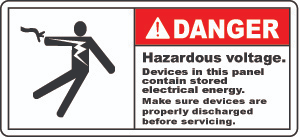 DANGER
Hazardous voltage.
Devices in this panel
contain stored
electrical energy.
Make sure devices are
properly discharged
before servicing.